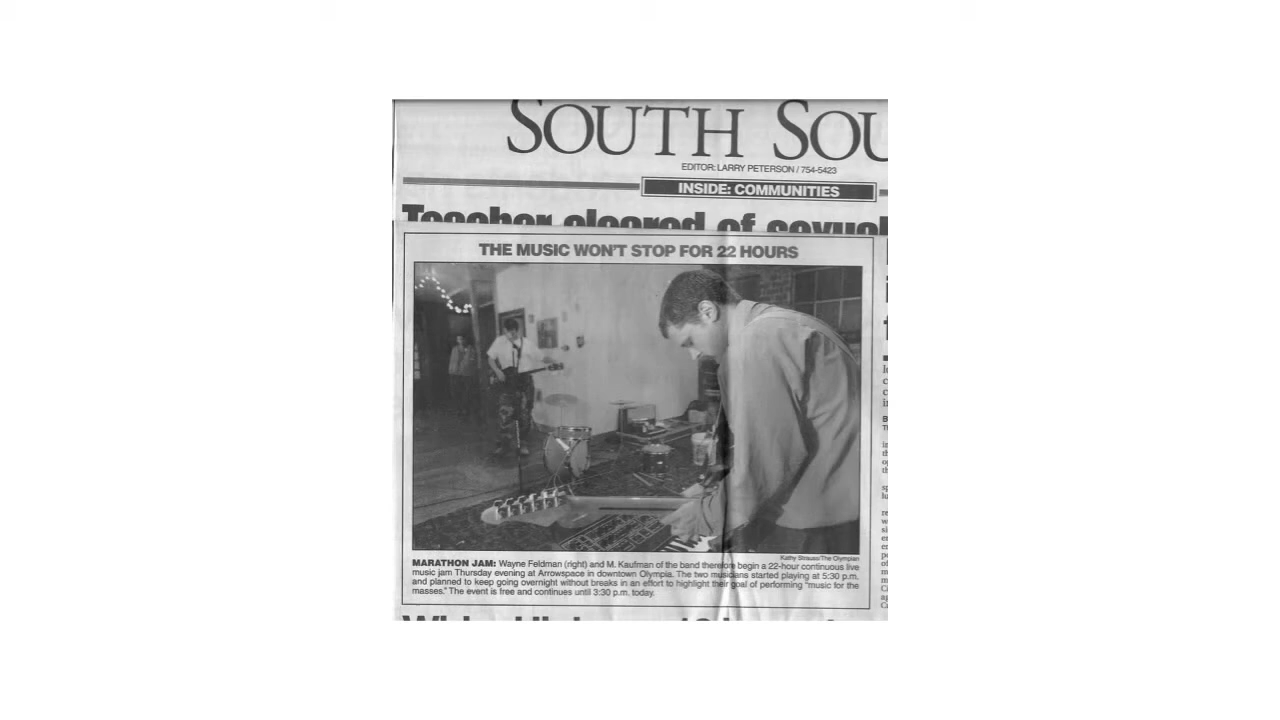 SOUTH SOU
EDITOR: LARRY PETERSON / 754-5423
INSIDE: COMMUNITIES
Teacher cleared of sexual
THE MUSIC WON'T STOP FOR 22 HOURS
Kathy Strauss/The Olympian
MARATHON JAM: Wayne Feldman (right) and M. Kaufman of the band therefore begin a 22-hour continuous live
music jam Thursday evening at Arrowspace in downtown Olympia. The two musicians started playing at 5:30 p.m.
and planned to keep going overnight without breaks in an effort to highlight their goal of performing "music for the
masses." The event is free and continues until 3:30 p.m. today.